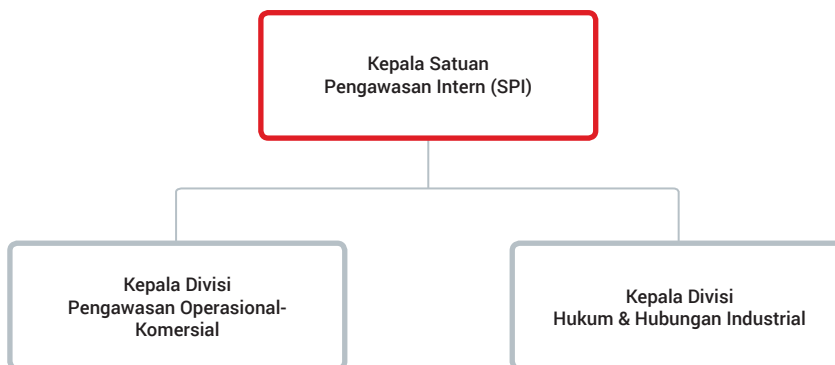 Kepala Satuan
Pengawasan Intern (SPI)
Kepala Divisi
Pengawasan Operasional-
Komersial
Kepala Divisi
Hukum & Hubungan Industrial